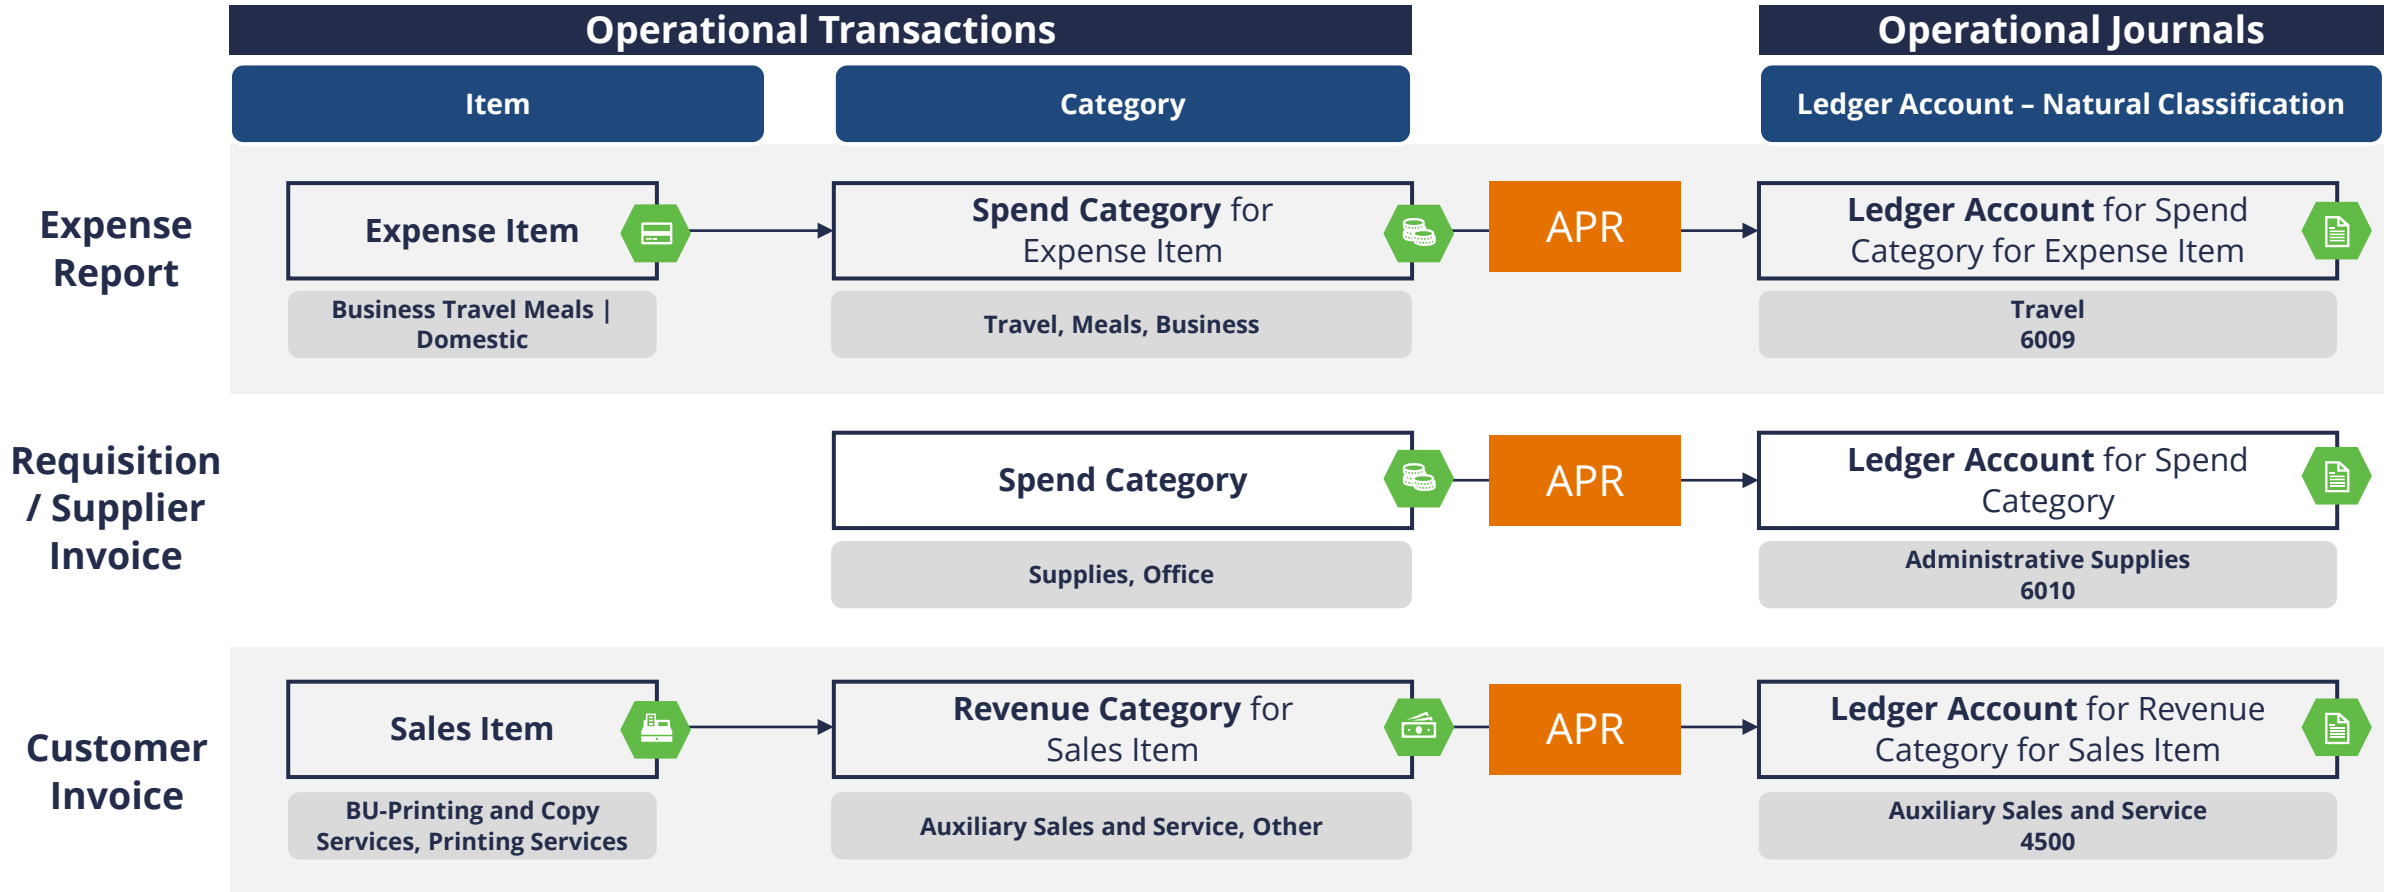 Operational Transactions
Operational Journals
Item
Category
Ledger Account – Natural Classification
Expense
Report
Expense Item
Spend Category for
Expense Item
APR
Ledger Account for Spend
Category for Expense Item
Business Travel Meals |
Domestic
Travel, Meals, Business
Travel
6009
Requisition
/ Supplier
Invoice
Spend Category
APR
Ledger Account for Spend
Category
Supplies, Office
Administrative Supplies
6010
Customer
Invoice
Sales Item
Revenue Category for
Sales Item
APR
Ledger Account for Revenue
Category for Sales Item
BU-Printing and Copy
Services, Printing Services
Auxiliary Sales and Service, Other
Auxiliary Sales and Service
4500